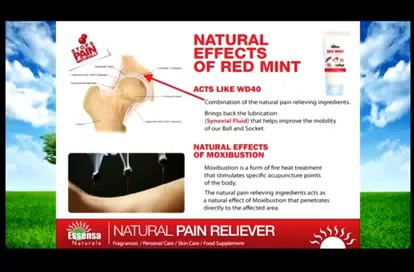 STOP
PAIN
NATURAL
EFFECTS
OF RED MINT
RED MINT
ACTS LIKE WD40
Combination of the natural pain relieving ingredients.
Brings back the lubrication
(Synovial Fluid) that helps improve the mobility
of our Ball and Socket.
NATURAL EFFECTS
OF MOXIBUSTION
Moxibustion is a form of fire heat treatment
that stimulates specific acupuncture points
of the body.
The natural pain relieving ingredients acts as
a natural effect of Moxibustion that penetrates
directly to the affected area.
Essensa
Naturale
NATURAL PAIN RELIEVER
Fragrances / Personal Care / Skin Care / Food Supplement